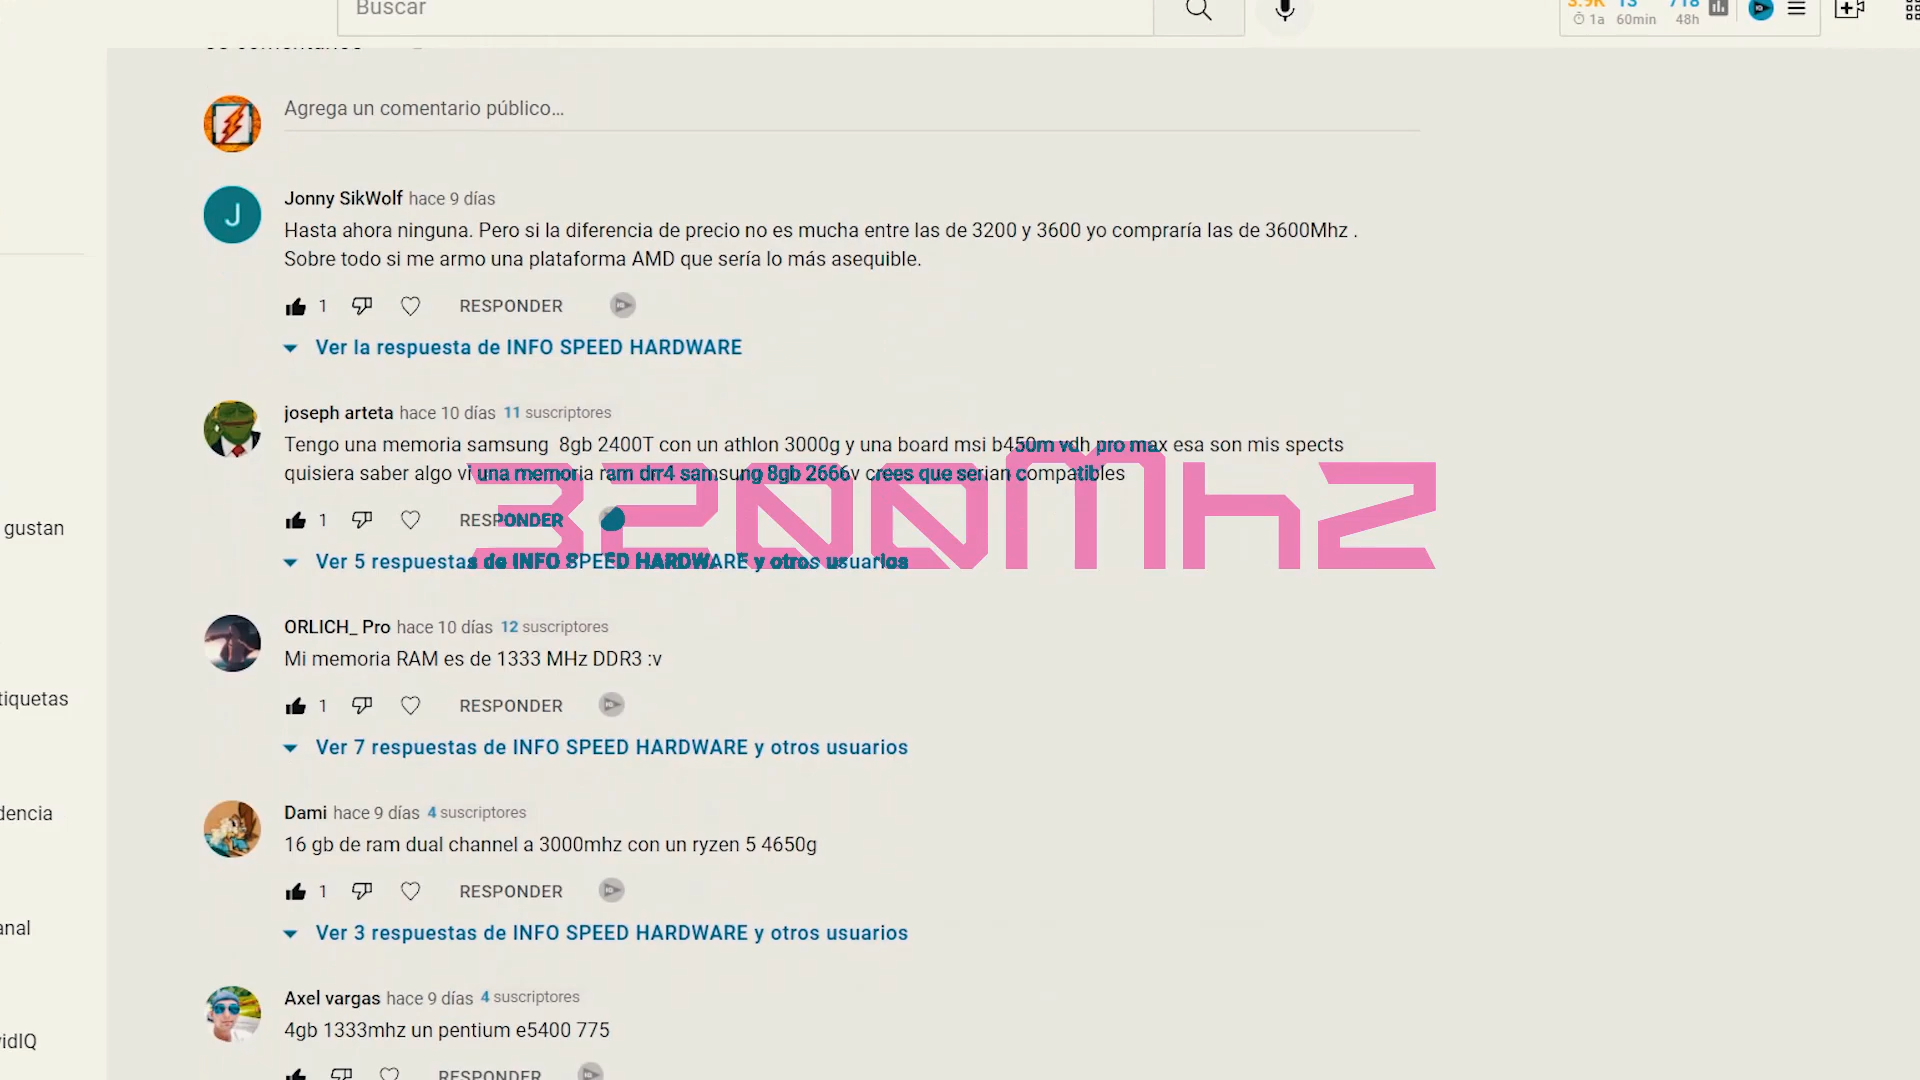 Buscar
3.9K 13 718
1a 60min 48h
Agrega un comentario público...
Jonny SikWolf hace 9 días
Hasta ahora ninguna. Pero si la diferencia de precio no es mucha entre las de 3200 y 3600 yo compraría las de 3600Mhz .
Sobre todo si me armo una plataforma AMD que sería lo más asequible.
1 RESPONDER
Ver la respuesta de INFO SPEED HARDWARE
joseph arteta hace 10 días 11 suscriptores
Tengo una memoria samsung 8gb 2400T con un athlon 3000g y una board msi b450m vdh pro max esa son mis spects
quisiera saber algo vi una memoria ram drr4 samsung 8gb 2666v crees que serian compatibles
3200Mhz
1 RESPONDER
Ver 5 respuestas de INFO SPEED HARDWARE y otros usuarios
gustan
ORLICH_ Pro hace 10 días 12 suscriptores
Mi memoria RAM es de 1333 MHz DDR3 :v
1 RESPONDER
tiquetas
Ver 7 respuestas de INFO SPEED HARDWARE y otros usuarios
dencia
Dami hace 9 días 4 suscriptores
16 gb de ram dual channel a 3000mhz con un ryzen 5 4650g
1 RESPONDER
anal
Ver 3 respuestas de INFO SPEED HARDWARE y otros usuarios
Axel vargas hace 9 días 4 suscriptores
4gb 1333mhz un pentium e5400 775
vidIQ
RESPONDER